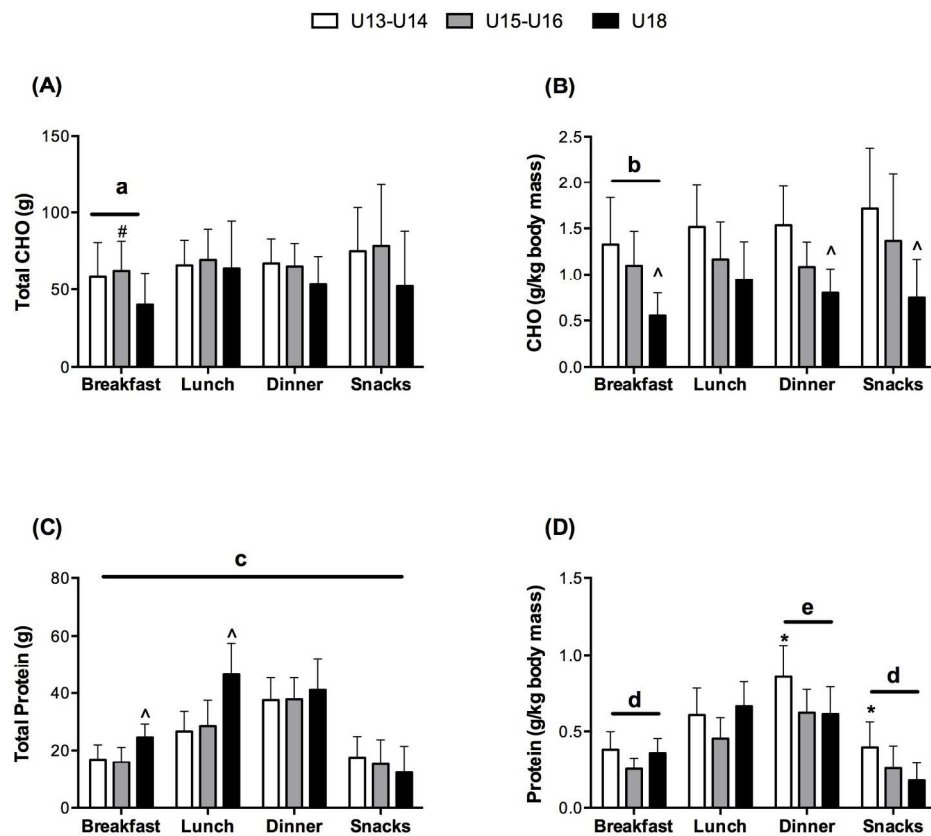 U13-U14 U15-U16 U18
(A)
Total CHO (g)
150
100
50
0
a
#
Breakfast Lunch Dinner Snacks
(B)
CHO (g/kg body mass)
2.5
2.0
1.5
1.0
0.5
0.0
b
^ ^ ^
Breakfast Lunch Dinner Snacks
(C)
Total Protein (g)
80
60
40
20
0
c
^ ^
Breakfast Lunch Dinner Snacks
(D)
Protein (g/kg body mass)
1.5
1.0
0.5
0.0
e
*
d d
*
Breakfast Lunch Dinner Snacks